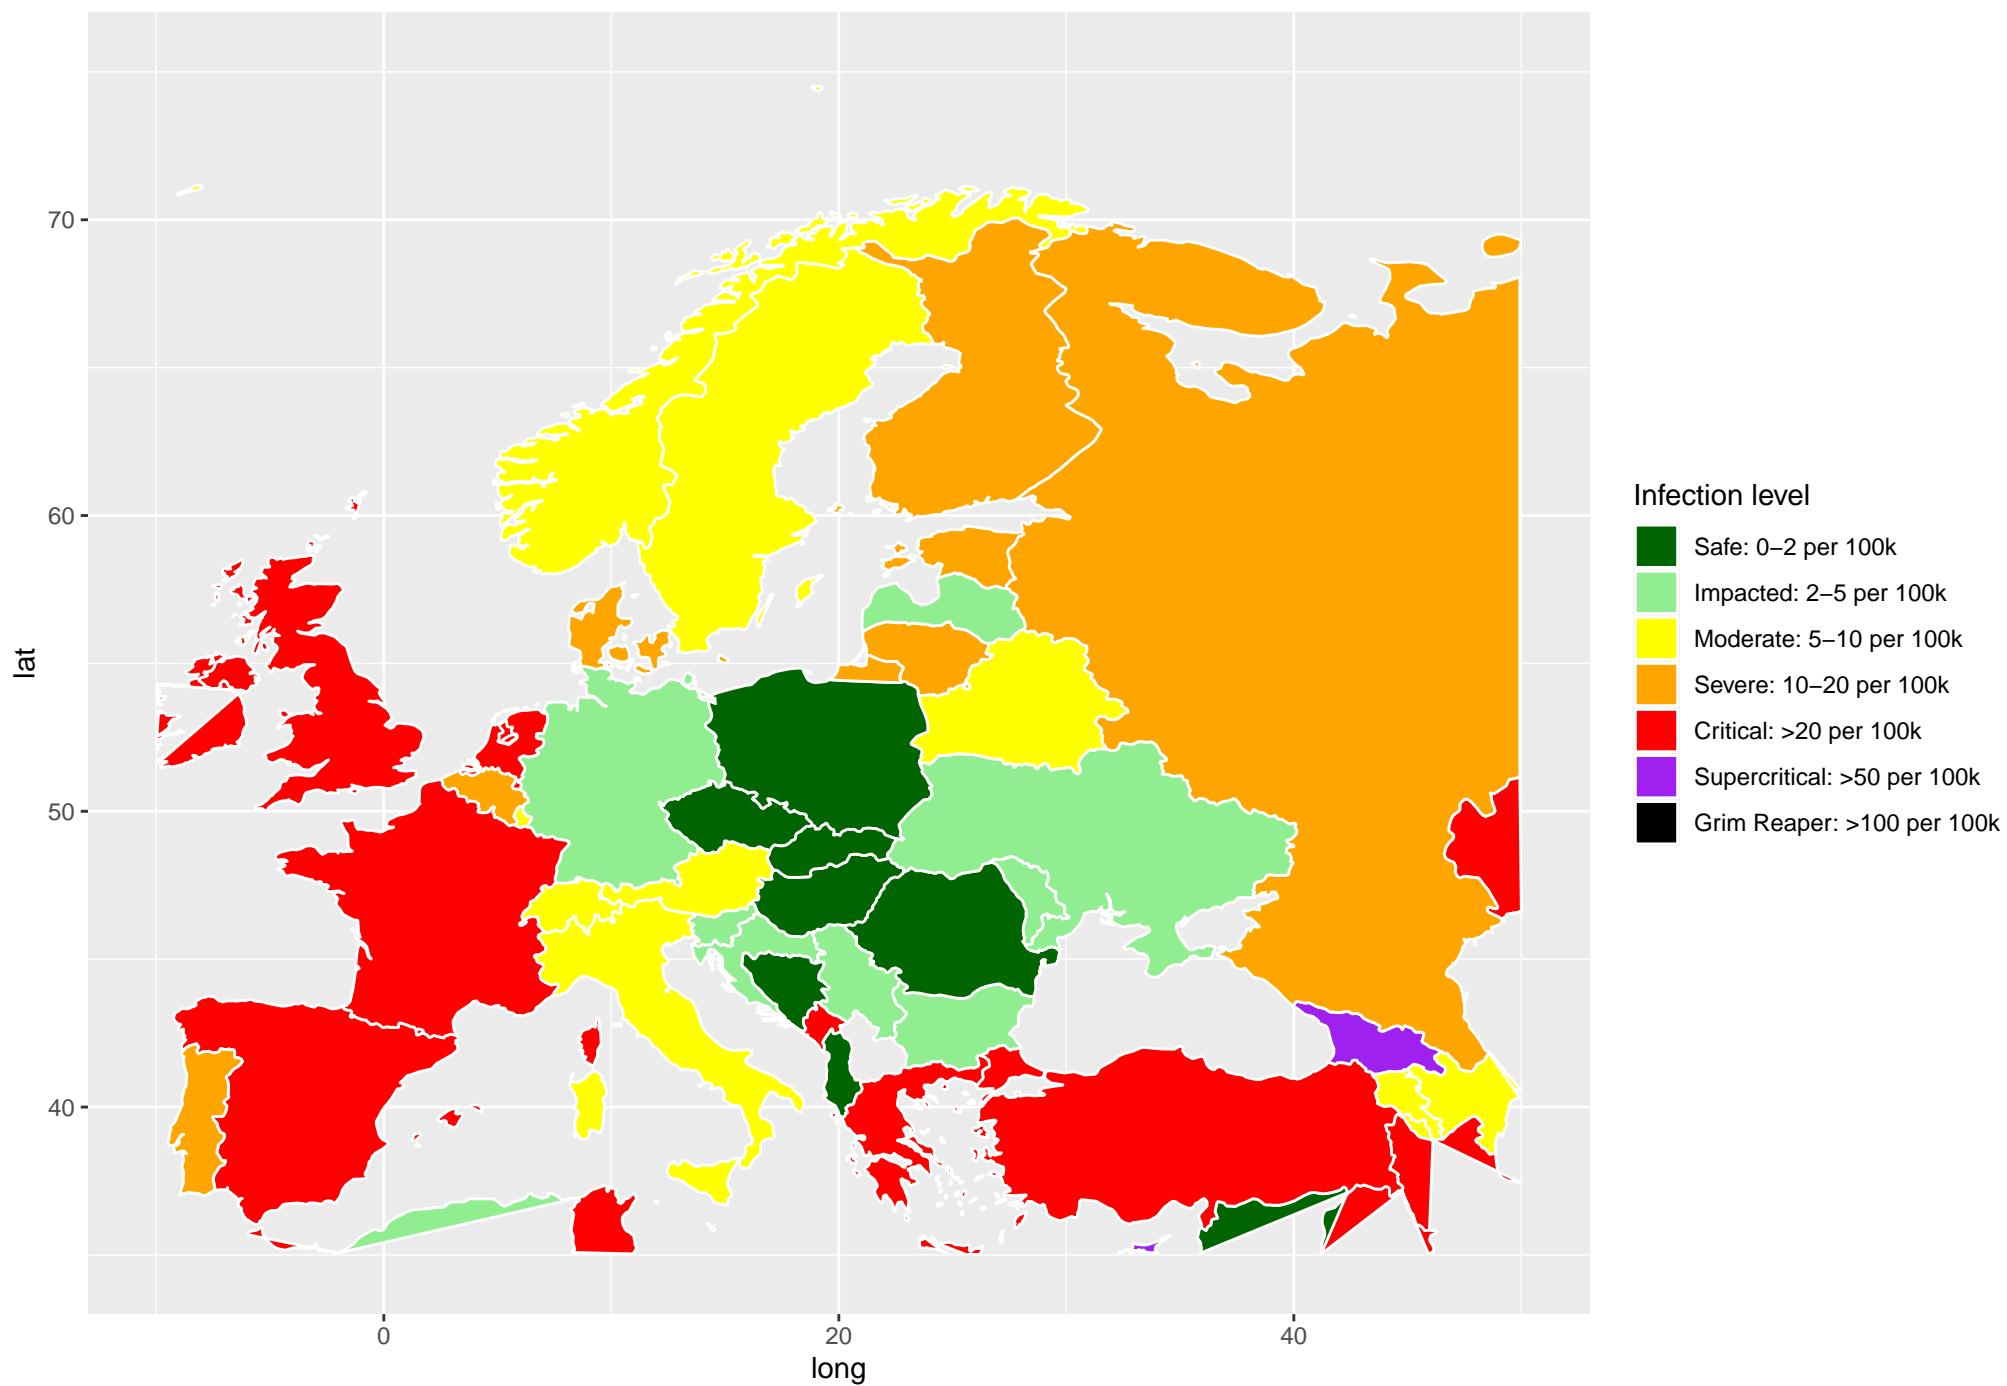 70
60
50
40
lat
0
20
40
long
Infection level
Safe: 0–2 per 100k
Impacted: 2–5 per 100k
Moderate: 5–10 per 100k
Severe: 10–20 per 100k
Critical: >20 per 100k
Supercritical: >50 per 100k
Grim Reaper: >100 per 100k